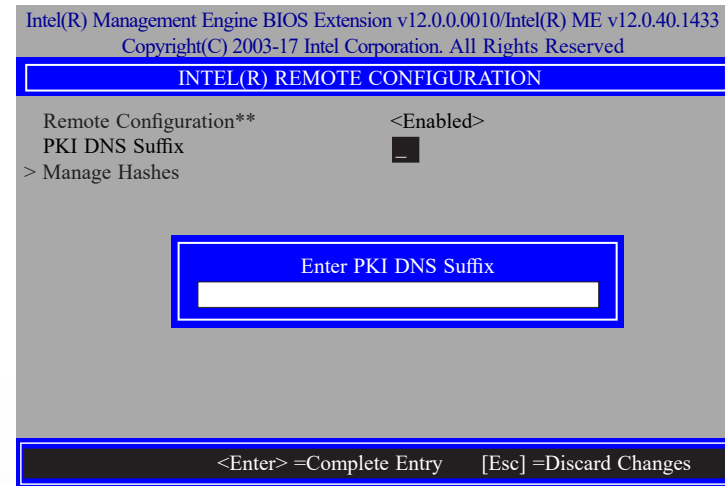 Intel(R) Management Engine BIOS Extension v12.0.0.0010/Intel(R) ME v12.0.40.1433
Copyright(C) 2003-17 Intel Corporation. All Rights Reserved
INTEL(R) REMOTE CONFIGURATION
Remote Configuration** <Enabled>
PKI DNS Suffix _
> Manage Hashes
Enter PKI DNS Suffix
<Enter> =Complete Entry [Esc] =Discard Changes